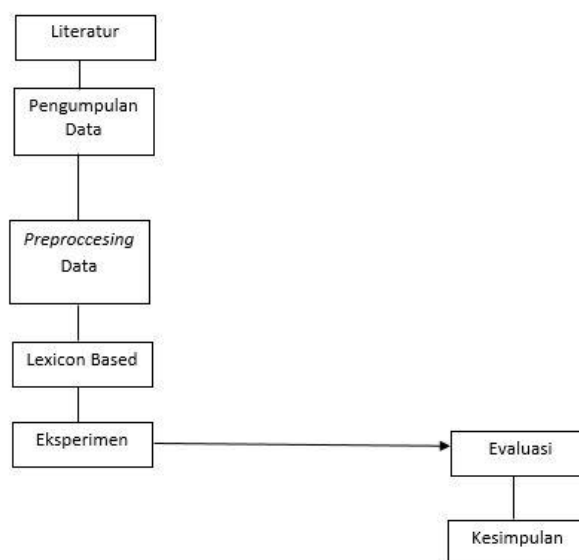 Literatur
Pengumpulan
Data
Preproccesing
Data
Lexicon Based
Eksperimen
Evaluasi
Kesimpulan